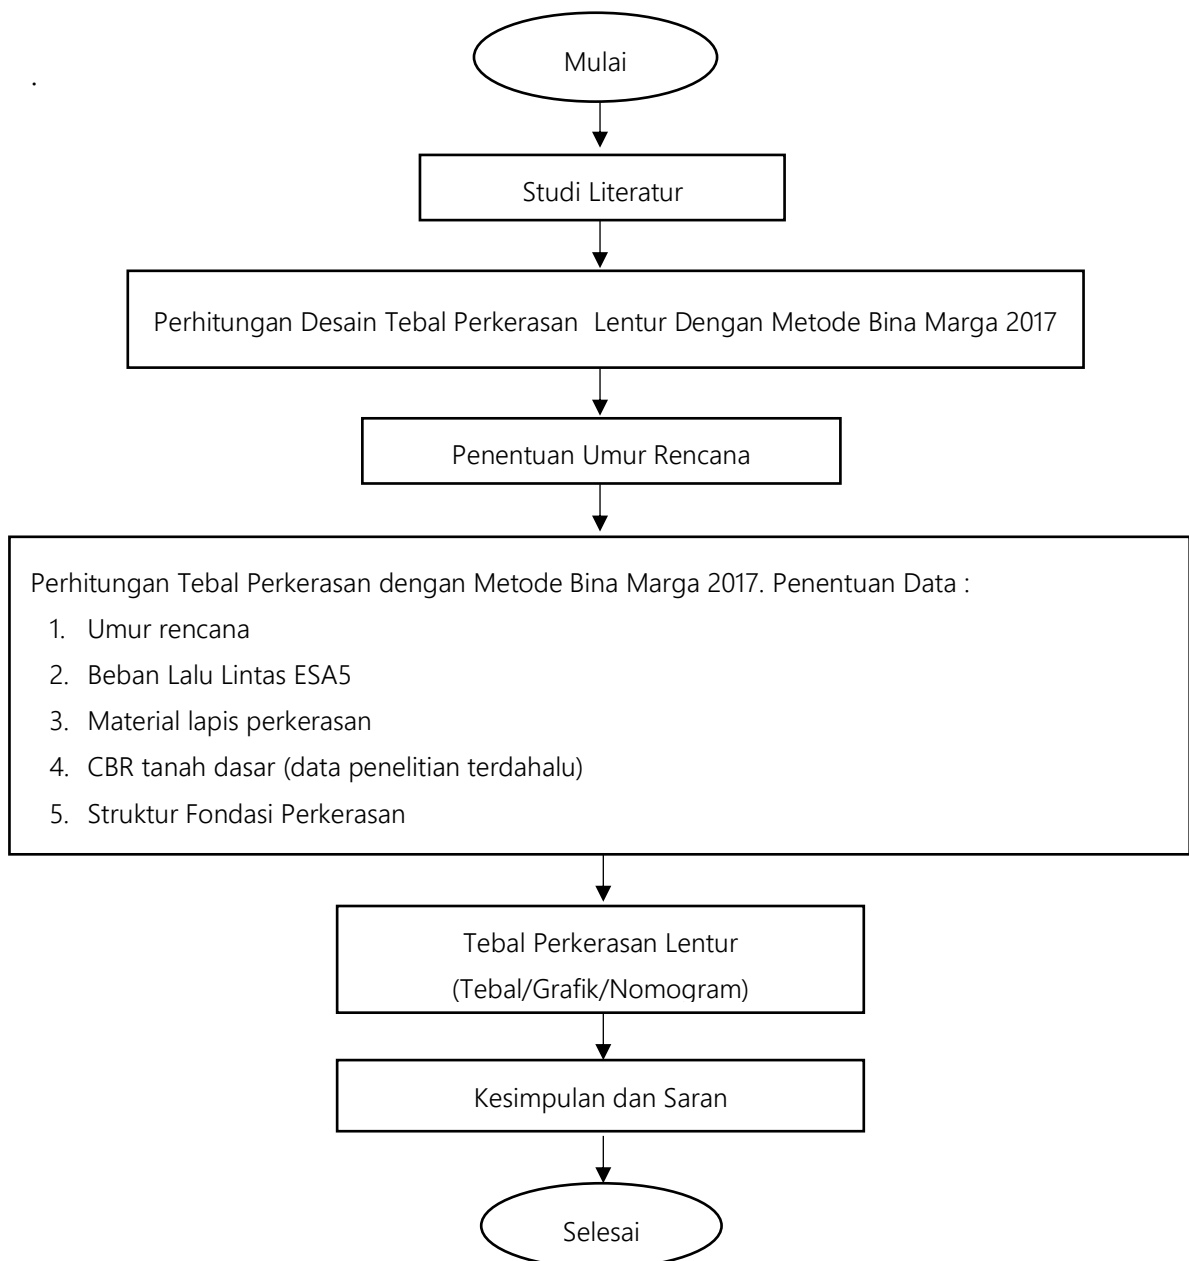 Mulai
.
Studi Literatur
Perhitungan Desain Tebal Perkerasan  Lentur Dengan Metode Bina Marga 2017
Penentuan Umur Rencana
Perhitungan Tebal Perkerasan dengan Metode Bina Marga 2017. Penentuan Data :
1. Umur rencana
2. Beban Lalu Lintas ESA5
3. Material lapis perkerasan
4. CBR tanah dasar (data penelitian terdahalu)
5. Struktur Fondasi Perkerasan
Tebal Perkerasan Lentur
(Tebal/Grafik/Nomogram)
Kesimpulan dan Saran
Selesai